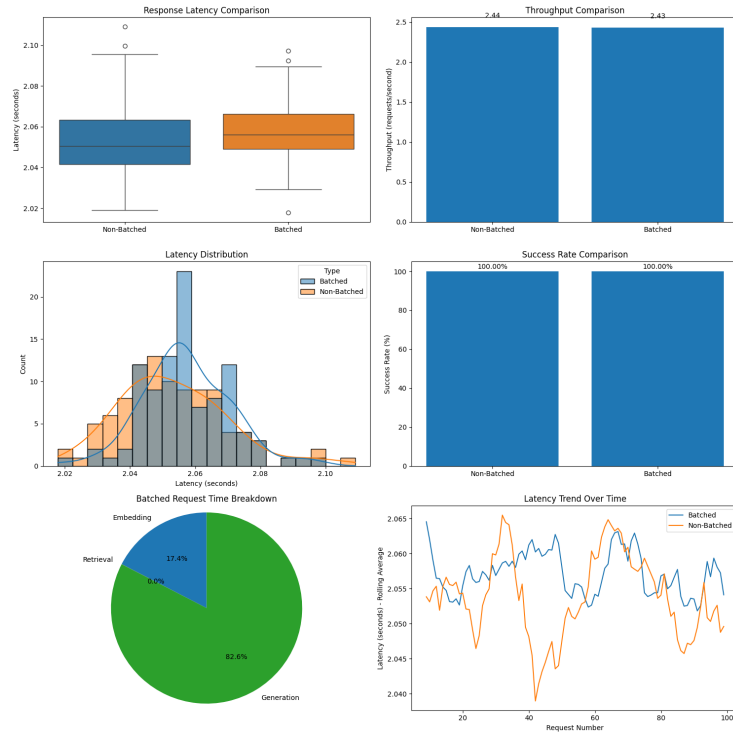 Response Latency Comparison
Latency (seconds)
2.10
2.08
2.06
2.04
2.02
Non-Batched
Batched
Throughput Comparison
Throughput (requests/second)
2.5
2.0
1.5
1.0
0.5
0.0
2.44
2.43
Non-Batched
Batched
Latency Distribution
Count
20
15
10
5
0
Type
Batched
Non-Batched
2.02
2.04
2.06
2.08
2.10
Latency (seconds)
Success Rate Comparison
Success Rate (%)
100
80
60
40
20
0
100.00%
100.00%
Non-Batched
Batched
Batched Request Time Breakdown
Embedding
17.4%
Retrieval
0.0%
82.6%
Generation
Latency Trend Over Time
Latency (seconds) - Rolling Average
2.065
2.060
2.055
2.050
2.045
2.040
Batched
Non-Batched
20
40
60
80
100
Request Number